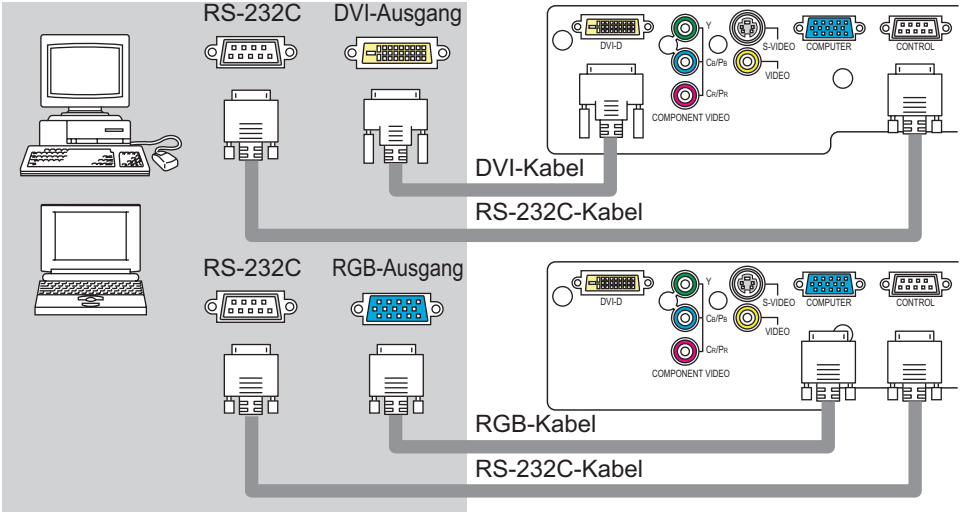 RS-232C DVI-Ausgang
DVI-D
Y
CB/PB
CR/PR
COMPONENT VIDEO
S-VIDEO
VIDEO
COMPUTER
CONTROL
DVI-Kabel
RS-232C-Kabel
RS-232C RGB-Ausgang
DVI-D
Y
CB/PB
CR/PR
COMPONENT VIDEO
S-VIDEO
VIDEO
COMPUTER
CONTROL
RGB-Kabel
RS-232C-Kabel